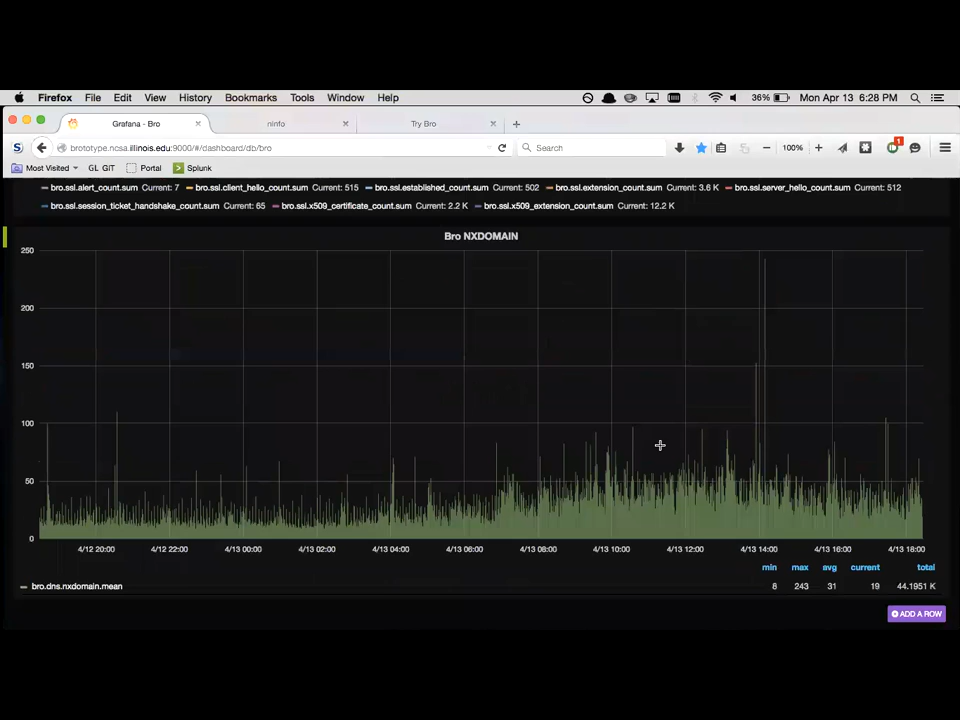 Firefox File Edit View History Bookmarks Tools Window Help 36% Mon Apr 13 6:28 PM
Grafana - Bro × ninfo × Try Bro × +
brototype.ncsa.illinois.edu:9000/#/dashboard/db/bro Search 100% 1
Most Visited GL GIT Portal Splunk
bro.ssl.alert_count.sum Current: 7 bro.ssl.client_hello_count.sum Current: 515 bro.ssl.established_count.sum Current: 502 bro.ssl.extension_count.sum Current: 3.6 K bro.ssl.server_hello_count.sum Current: 512
bro.ssl.session_ticket_handshake_count.sum Current: 65 bro.ssl.x509_certificate_count.sum Current: 2.2 K bro.ssl.x509_extension_count.sum Current: 12.2 K
Bro NXDOMAIN
250
200
150
100
50
0
4/12 20:00 4/12 22:00 4/13 00:00 4/13 02:00 4/13 04:00 4/13 06:00 4/13 08:00 4/13 10:00 4/13 12:00 4/13 14:00 4/13 16:00 4/13 18:00
min max avg current total
bro.dns.nxdomain.mean 8 243 31 19 44.1951 K
ADD A ROW